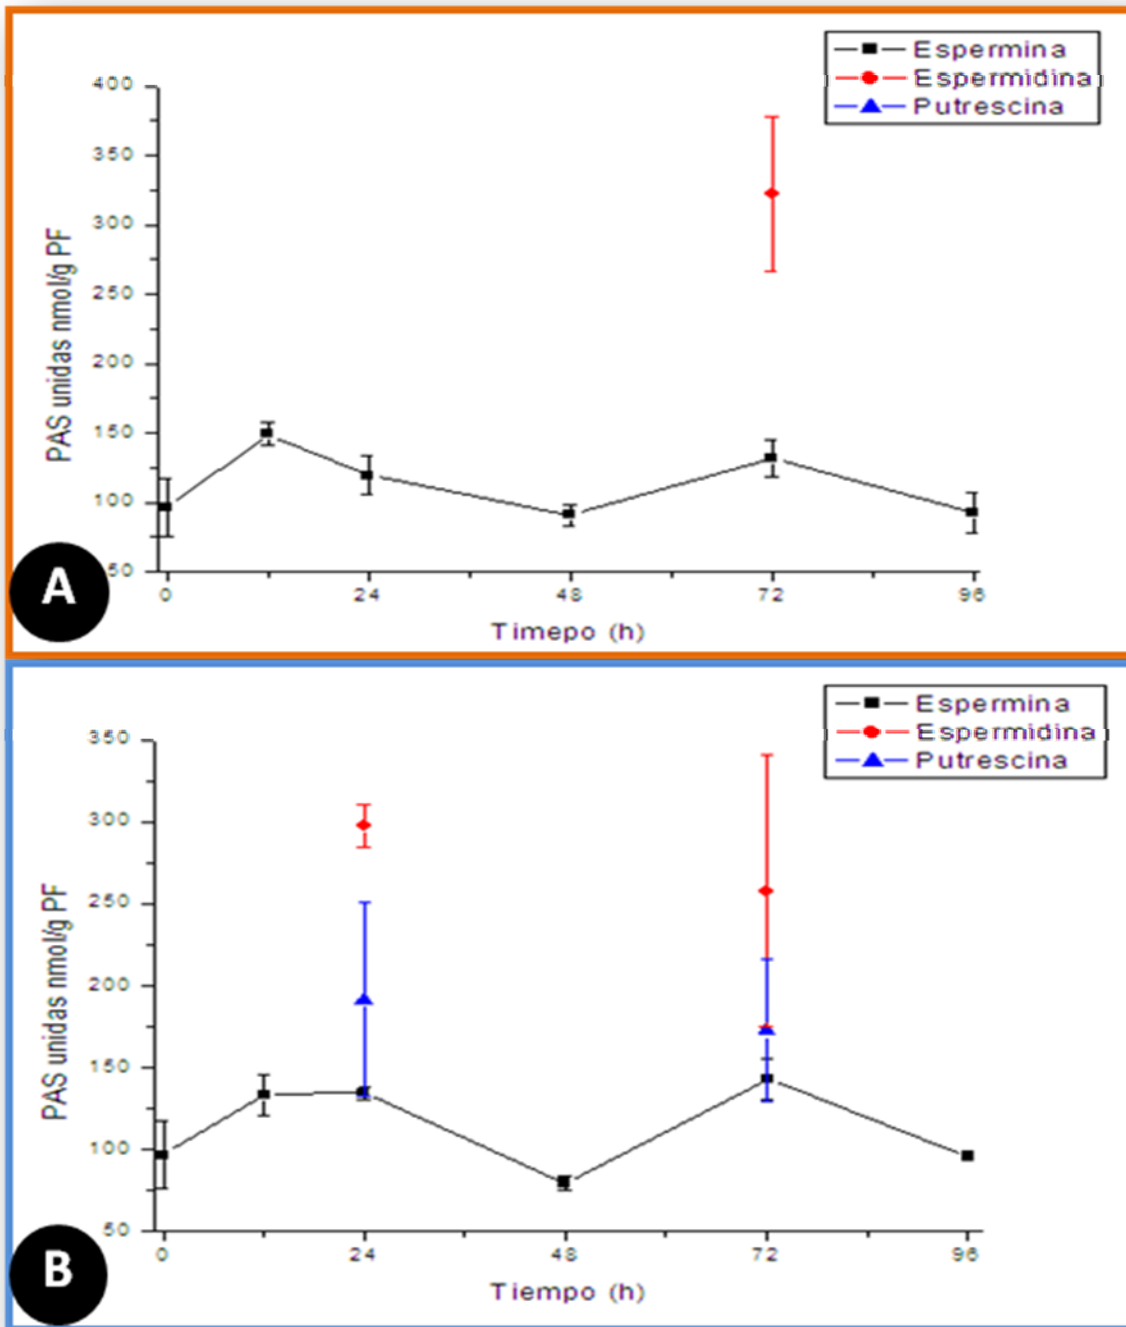 Espermina
Espermidina
Putrescina
400
350
300
250
200
150
100
50
PAS unidas nmol/g PF
0 24 48 72 96
Timepo (h)
A
Espermina
Espermidina
Putrescina
350
300
250
200
150
100
50
PAS unidas nmol/g PF
0 24 48 72 96
Tiempo (h)
B